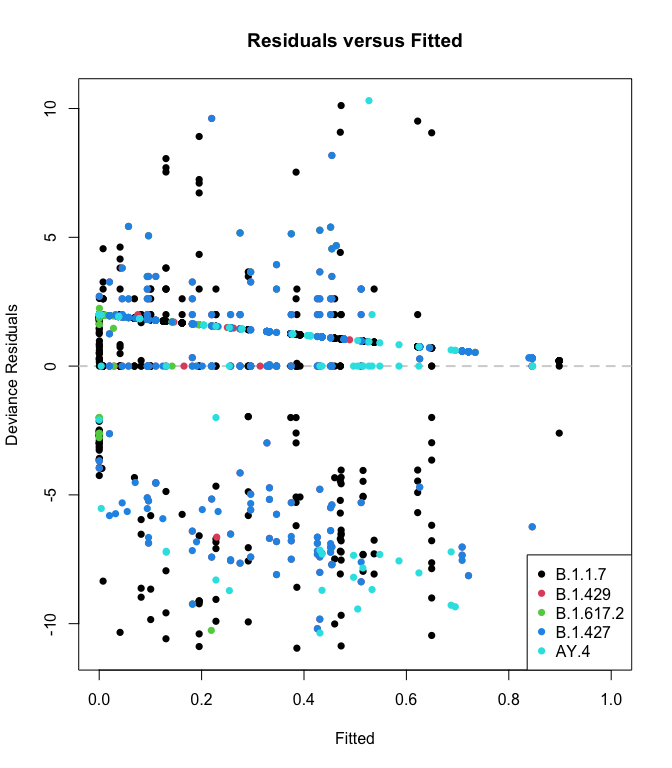 Residuals versus Fitted
Deviance Residuals
10
5
0
-5
-10
0.0 0.2 0.4 0.6 0.8 1.0
Fitted
B.1.1.7
B.1.429
B.1.617.2
B.1.427
AY.4